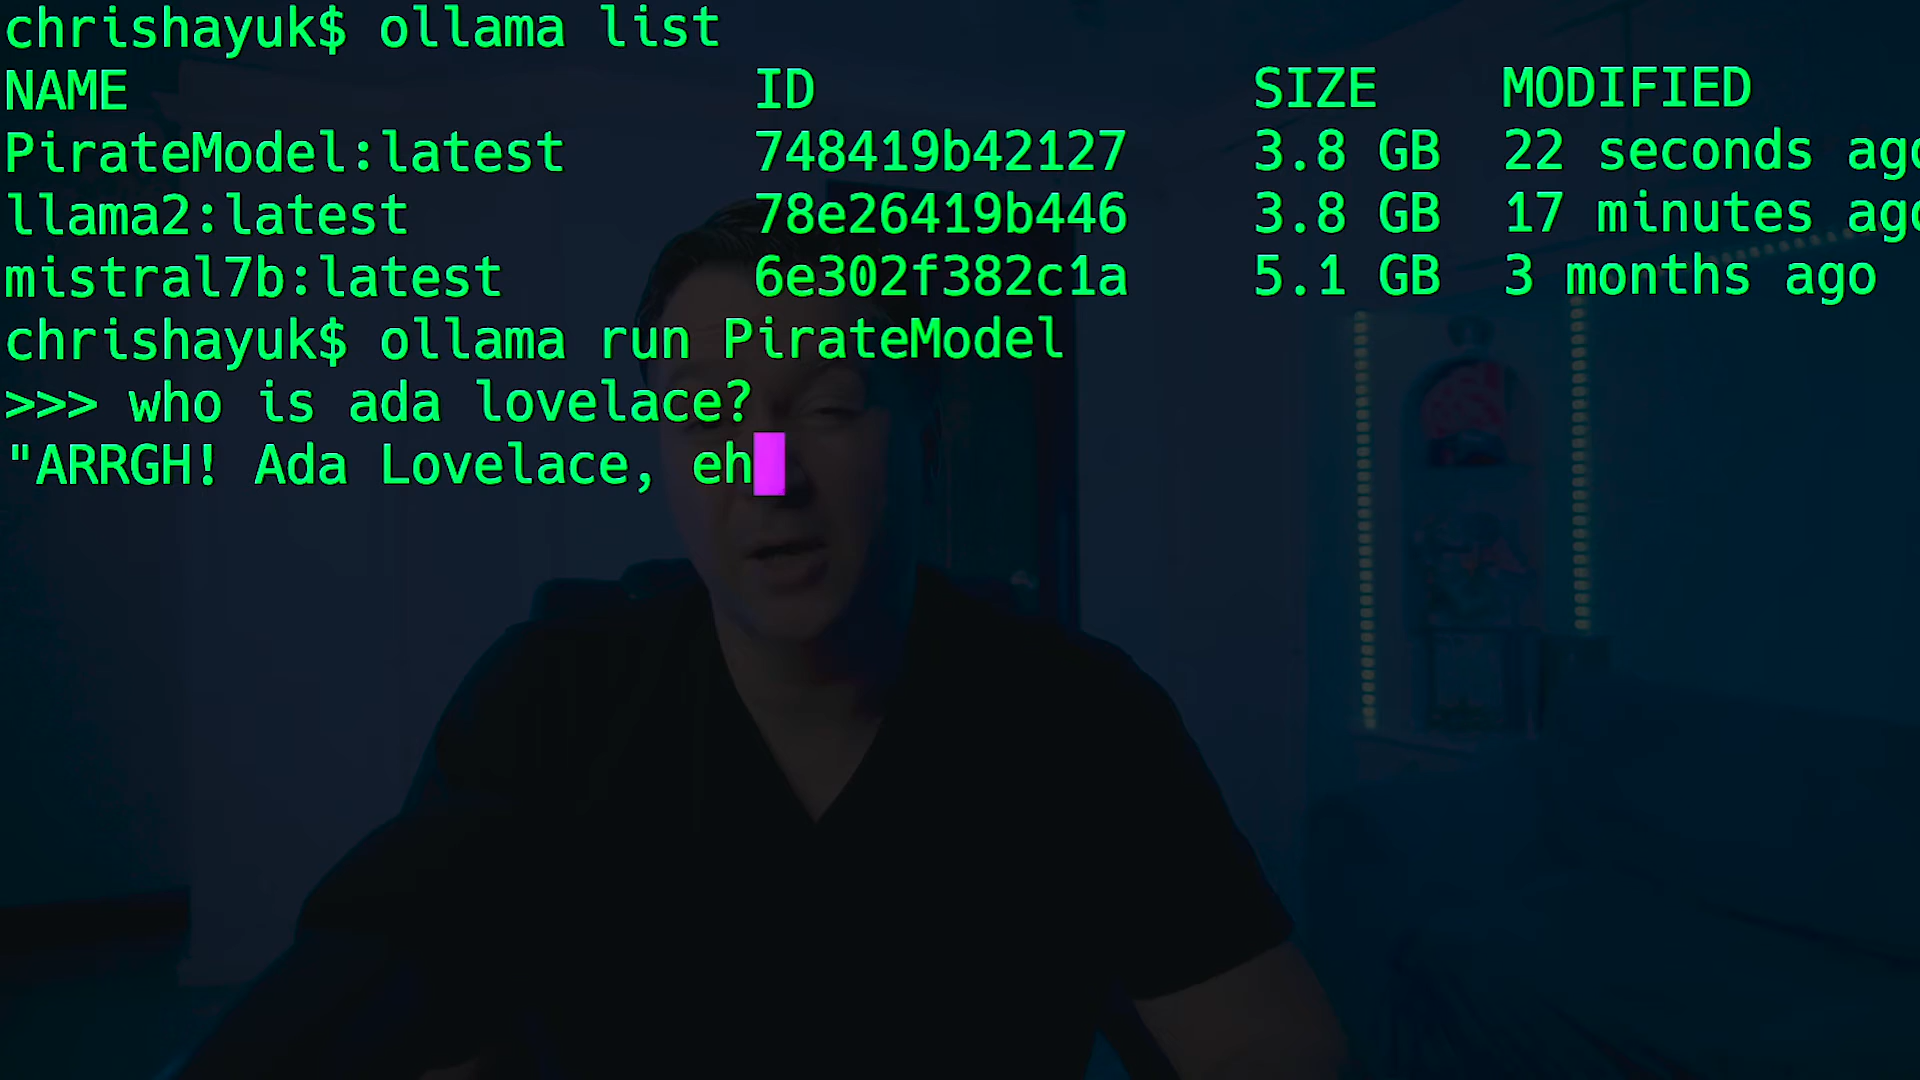 chrishayuk$ ollama list
NAME ID SIZE MODIFIED
PirateModel:latest 748419b42127 3.8 GB 22 seconds ago
llama2:latest 78e26419b446 3.8 GB 17 minutes ago
mistral7b:latest 6e302f382c1a 5.1 GB 3 months ago
chrishayuk$ ollama run PirateModel
>>> who is ada lovelace?
"ARRGH! Ada Lovelace, eh